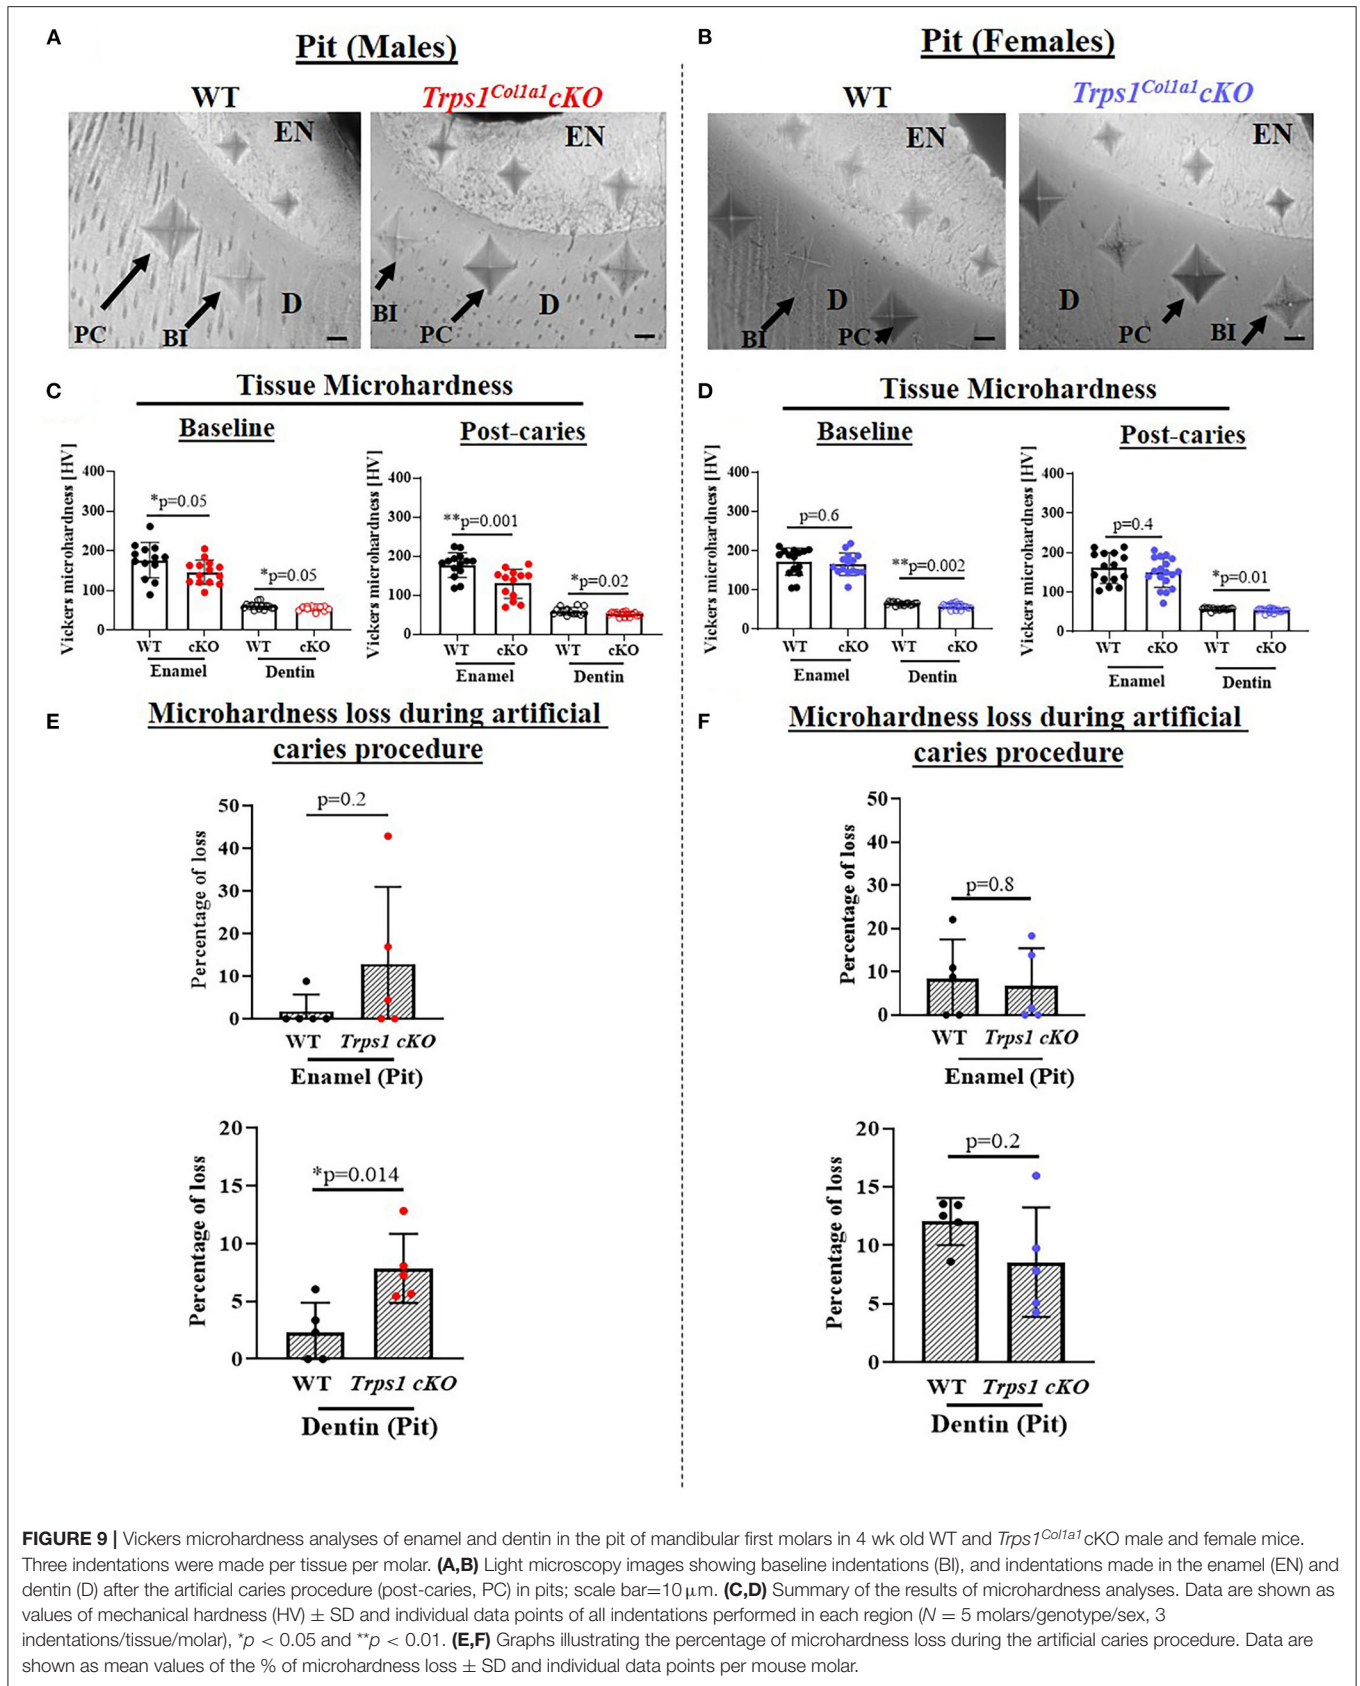 A
Pit (Males)
WT
Trps1Col1a1cKO
EN
EN
D
D
PC
BI
BI
PC
B
Pit (Females)
WT
Trps1Col1a1cKO
EN
EN
D
D
BI
PC
PC
BI
C
Tissue Microhardness
Baseline
Post-caries
Vickers microhardness [HV]
400
300
200
100
0
*p=0.05
*p=0.05
WT
cKO
WT
cKO
Enamel
Dentin
Vickers microhardness [HV]
400
300
200
100
0
**p=0.001
*p=0.02
WT
cKO
WT
cKO
Enamel
Dentin
D
Tissue Microhardness
Baseline
Post-caries
Vickers microhardness [HV]
400
300
200
100
0
p=0.6
**p=0.002
WT
cKO
WT
cKO
Enamel
Dentin
Vickers microhardness [HV]
400
300
200
100
0
p=0.4
*p=0.01
WT
cKO
WT
cKO
Enamel
Dentin
E
Microhardness loss during artificial
caries procedure
Percentage of loss
50
40
30
20
10
0
p=0.2
WT
Trps1 cKO
Enamel (Pit)
Percentage of loss
20
15
10
5
0
*p=0.014
WT
Trps1 cKO
Dentin (Pit)
F
Microhardness loss during artificial
caries procedure
Percentage of loss
50
40
30
20
10
0
p=0.8
WT
Trps1 cKO
Enamel (Pit)
Percentage of loss
20
15
10
5
0
p=0.2
WT
Trps1 cKO
Dentin (Pit)
FIGURE 9 | Vickers microhardness analyses of enamel and dentin in the pit of mandibular first molars in 4 wk old WT and Trps1Col1a1cKO male and female mice.
Three indentations were made per tissue per molar. (A,B) Light microscopy images showing baseline indentations (BI), and indentations made in the enamel (EN) and
dentin (D) after the artificial caries procedure (post-caries, PC) in pits; scale bar=10 μm. (C,D) Summary of the results of microhardness analyses. Data are shown as
values of mechanical hardness (HV) ± SD and individual data points of all indentations performed in each region (N = 5 molars/genotype/sex, 3
indentations/tissue/molar), *p < 0.05 and **p < 0.01. (E,F) Graphs illustrating the percentage of microhardness loss during the artificial caries procedure. Data are
shown as mean values of the % of microhardness loss ± SD and individual data points per mouse molar.